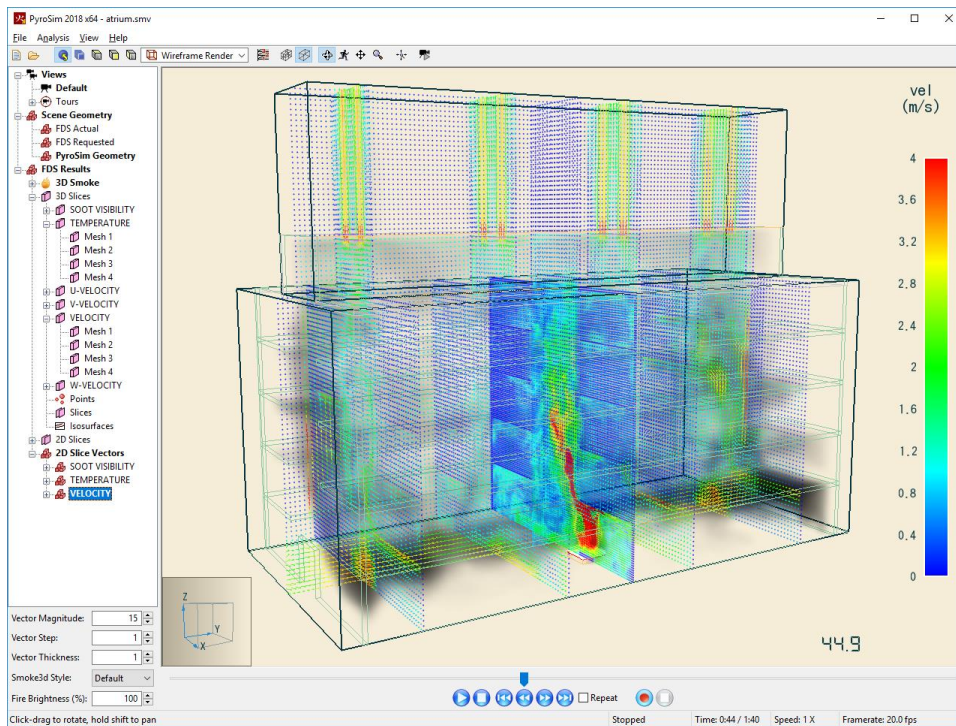 PyroSim 2018 x64 - atrium.smv
File Analysis View Help
Wireframe Render
Views
Default
Tours
Scene Geometry
FDS Actual
FDS Requested
PyroSim Geometry
FDS Results
3D Smoke
3D Slices
SOOT VISIBILITY
TEMPERATURE
Mesh 1
Mesh 2
Mesh 3
Mesh 4
U-VELOCITY
V-VELOCITY
VELOCITY
Mesh 1
Mesh 2
Mesh 3
Mesh 4
W-VELOCITY
Points
Slices
Isosurfaces
2D Slices
2D Slice Vectors
SOOT VISIBILITY
TEMPERATURE
VELOCITY
Vector Magnitude: 15
Vector Step: 1
Vector Thickness: 1
Smoke3d Style: Default
Fire Brightness (%): 100
Z
Y
X
vel
(m/s)
4
3.6
3.2
2.8
2.4
2
1.6
1.2
0.8
0.4
0
44.9
Repeat
Click-drag to rotate, hold shift to pan
Stopped
Time: 0:44 / 1:40
Speed: 1 X
Framerate: 20.0 fps